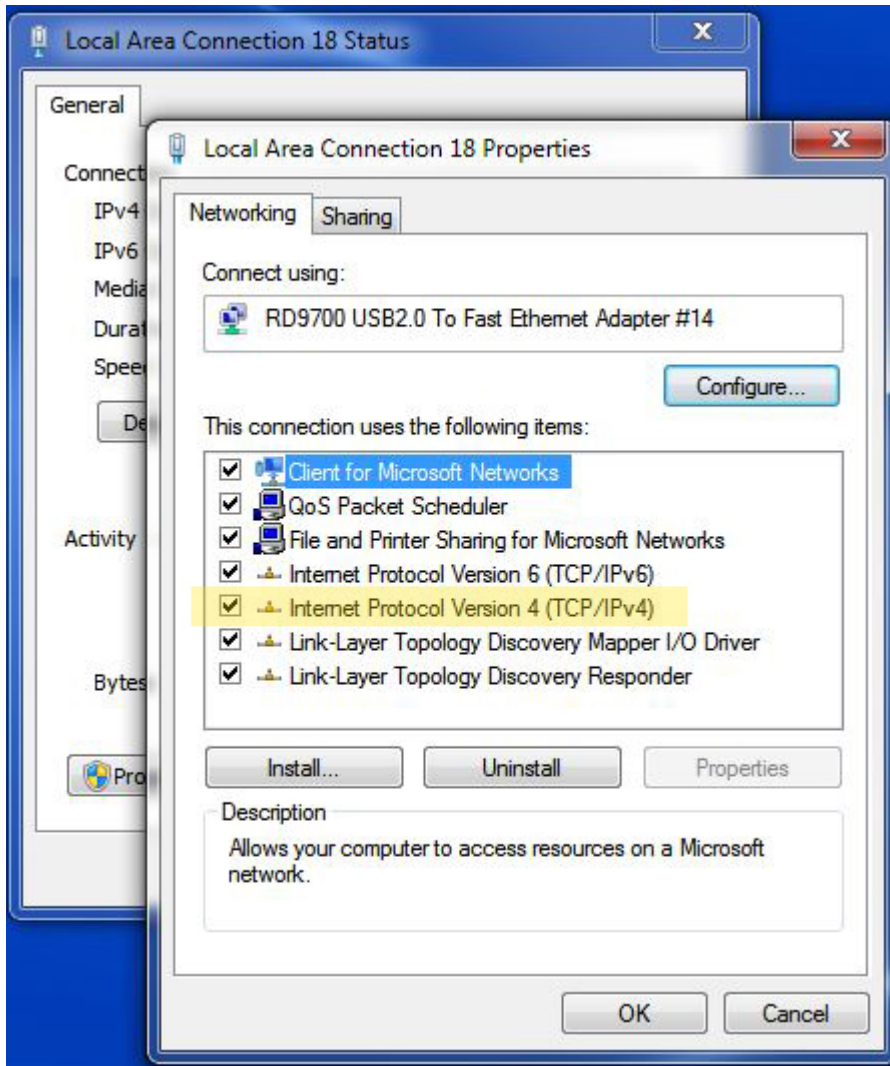 Local Area Connection 18 Status
General
Local Area Connection 18 Properties
Connect
IPv4
IPv6
Media
Durat
Speed
De
Activity
Bytes
Pro
Networking
Sharing
Connect using:
RD9700 USB2.0 To Fast Ethernet Adapter #14
Configure...
This connection uses the following items:
Client for Microsoft Networks
QoS Packet Scheduler
File and Printer Sharing for Microsoft Networks
Internet Protocol Version 6 (TCP/IPv6)
Internet Protocol Version 4 (TCP/IPv4)
Link-Layer Topology Discovery Mapper I/O Driver
Link-Layer Topology Discovery Responder
Install...
Uninstall
Properties
Description
Allows your computer to access resources on a Microsoft
network.
OK
Cancel